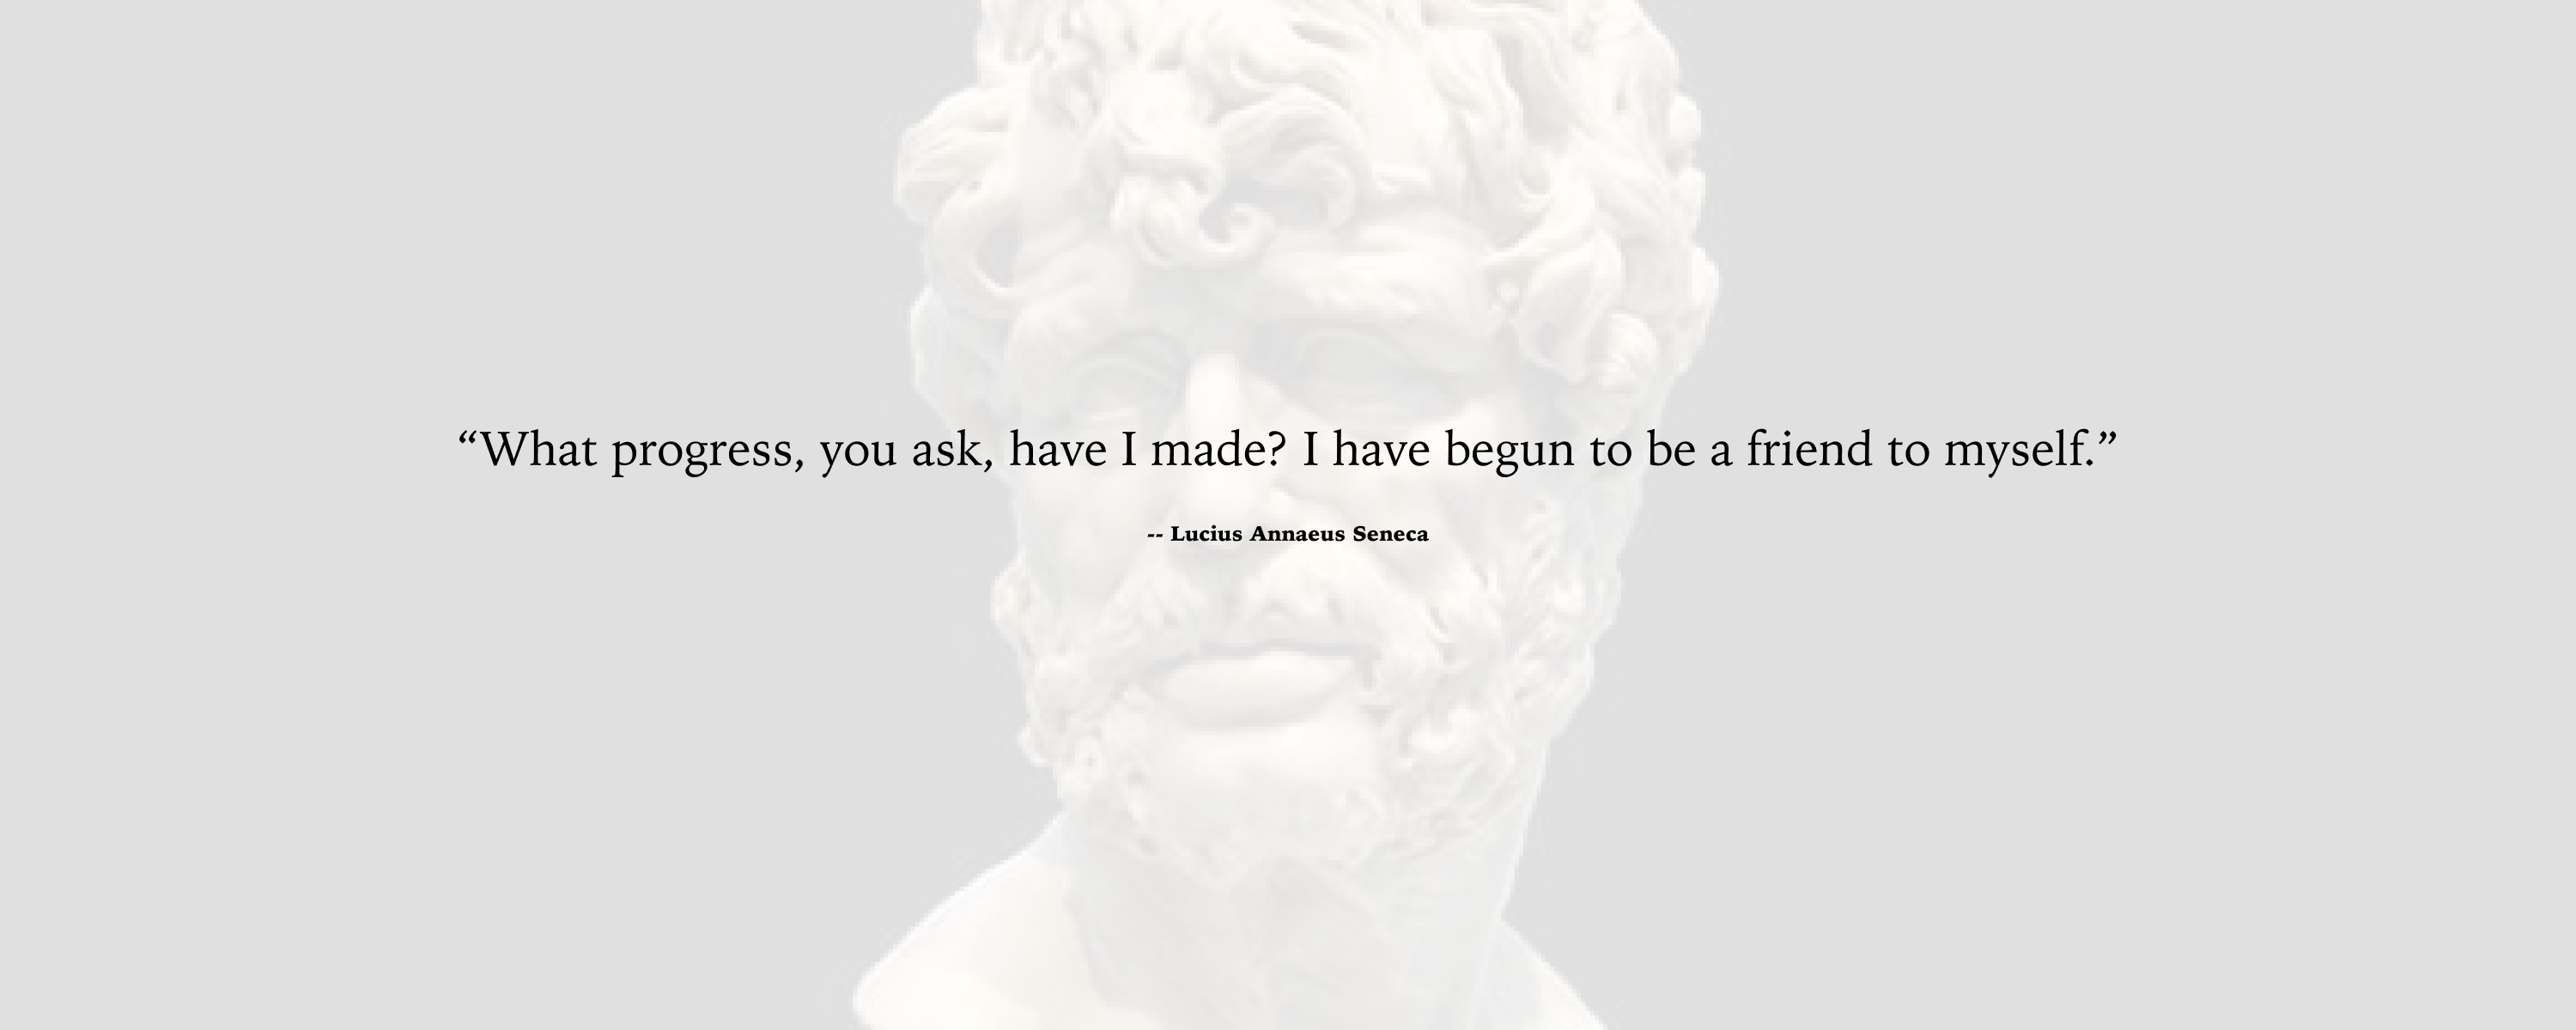 “What progress, you ask, have I made? I have begun to be a friend to myself.”
-- Lucius Annaeus Seneca